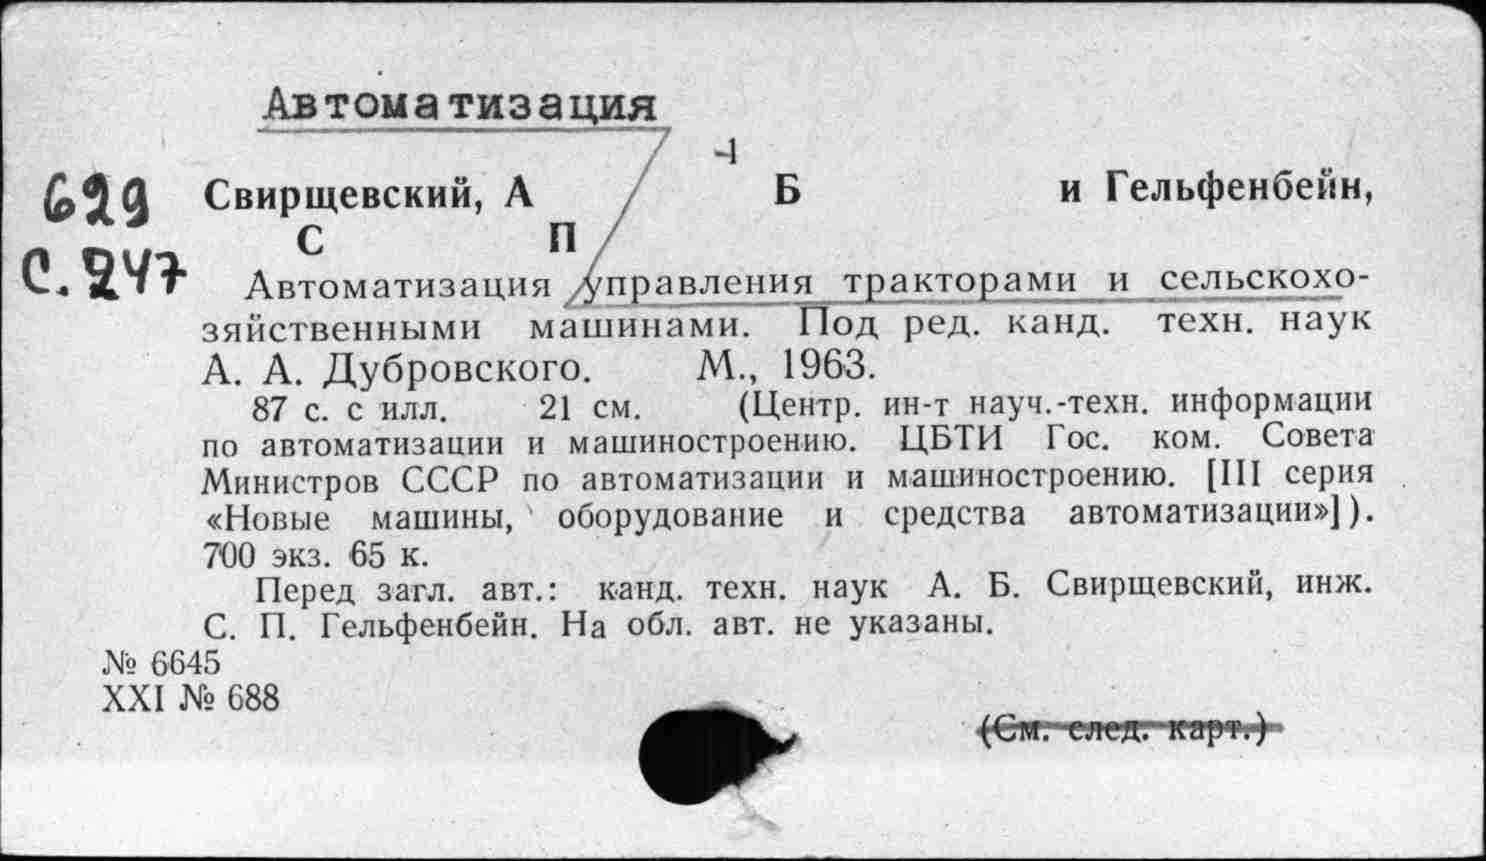 Автоматизация
-1
629 Свирщевский, А Б и Гельфенбейн,
С П
С. 247 Автоматизация управления тракторами и сельскохо-
зяйственными машинами. Под ред. канд. техн. наук
А. А. Дубровского. М., 1963.
87 с. с илл. 21 см. (Центр. ин-т науч.-техн. информации
по автоматизации и машиностроению. ЦБТИ Гос. ком. Совета
Министров СССР по автоматизации и машиностроению. [III серия
«Новые машины, оборудование и средства автоматизации»]).
700 экз. 65 к.
Перед загл. авт.: канд. техн. наук А. Б. Свирщевский, инж.
С. П. Гельфенбейн. На обл. авт. не указаны.
№ 6645
XXI № 688
(См. след. карт.)